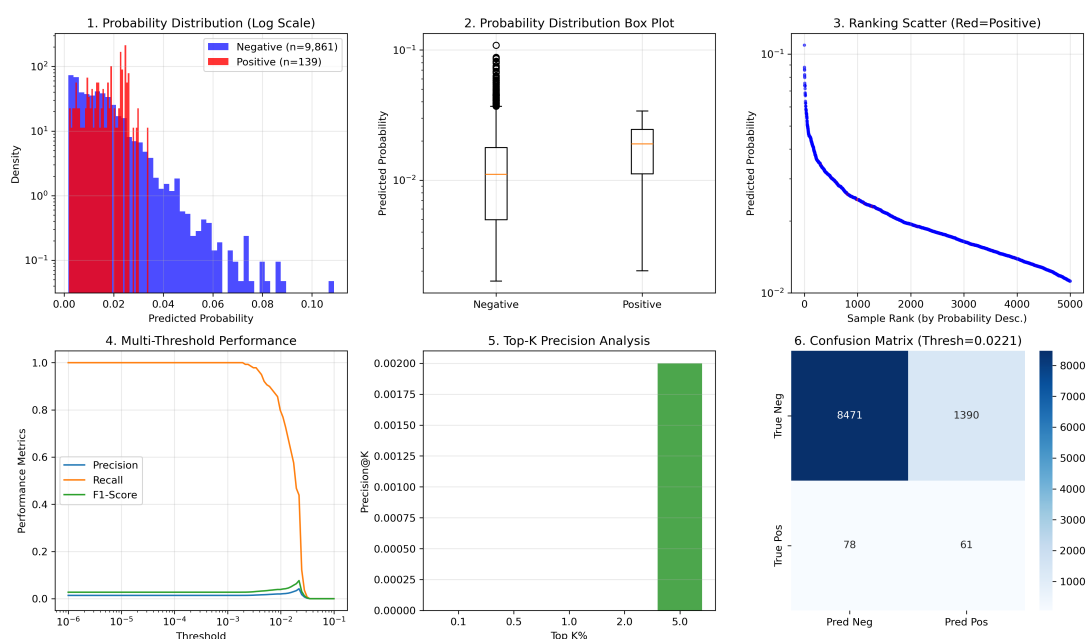 1. Probability Distribution (Log Scale)
Negative (n=9,861)
Positive (n=139)
10²
10¹
10⁰
10⁻¹
Density
0.00 0.02 0.04 0.06 0.08 0.10
Predicted Probability
2. Probability Distribution Box Plot
10⁻¹
10⁻²
Predicted Probability
Negative Positive
3. Ranking Scatter (Red=Positive)
10⁻¹
10⁻²
Predicted Probability
0 1000 2000 3000 4000 5000
Sample Rank (by Probability Desc.)
4. Multi-Threshold Performance
1.0
0.8
0.6
0.4
0.2
0.0
Performance Metrics
Precision
Recall
F1-Score
10⁻⁶ 10⁻⁵ 10⁻⁴ 10⁻³ 10⁻² 10⁻¹
Threshold
5. Top-K Precision Analysis
0.00200
0.00175
0.00150
0.00125
0.00100
0.00075
0.00050
0.00025
0.00000
Precision@K
0.1 0.5 1.0 2.0 5.0
Top K%
6. Confusion Matrix (Thresh=0.0221)
True Neg
True Pos
8471 1390
78 61
Pred Neg Pred Pos
8000
7000
6000
5000
4000
3000
2000
1000